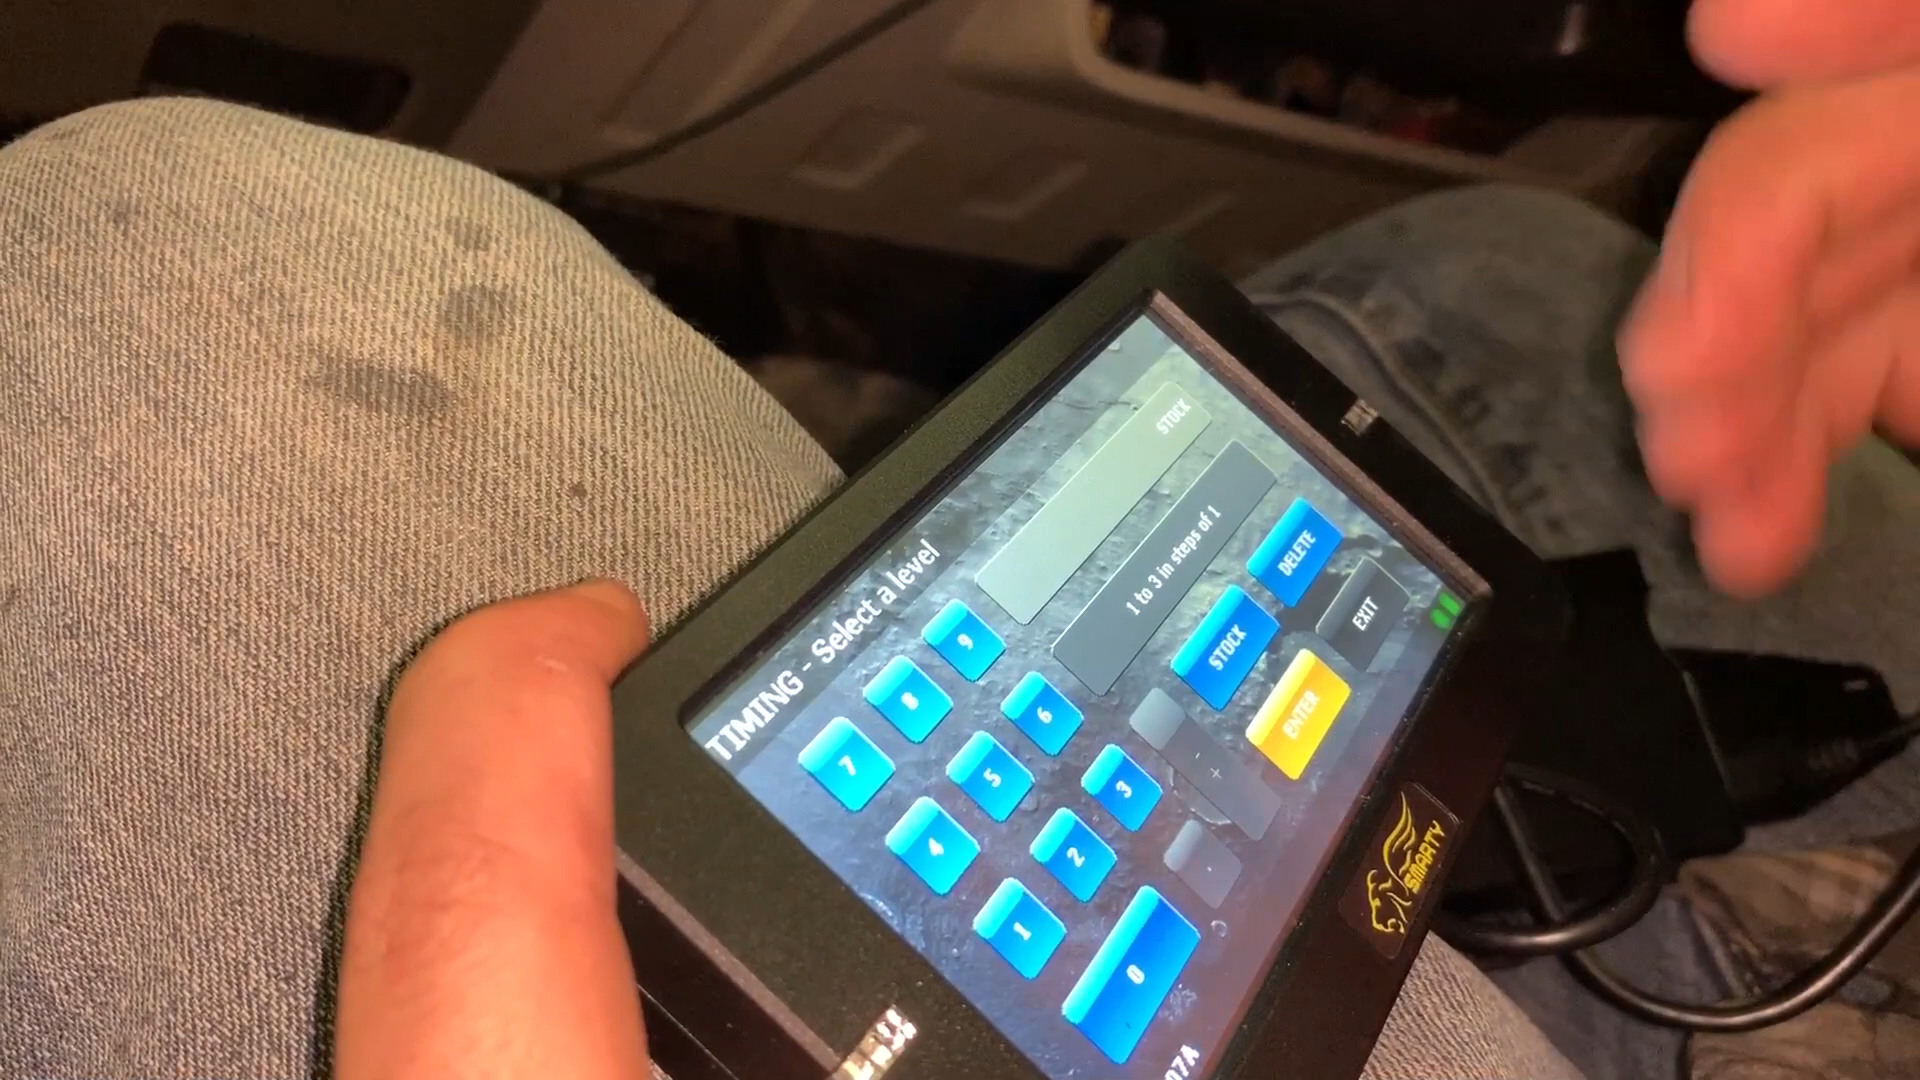 TIMING - Select a level
STOCK
1 to 3 in steps of 1
7 8 9
4 5 6
1 2 3
0 .
- +
STOCK
DELETE
ENTER
EXIT
07A
SMARTY